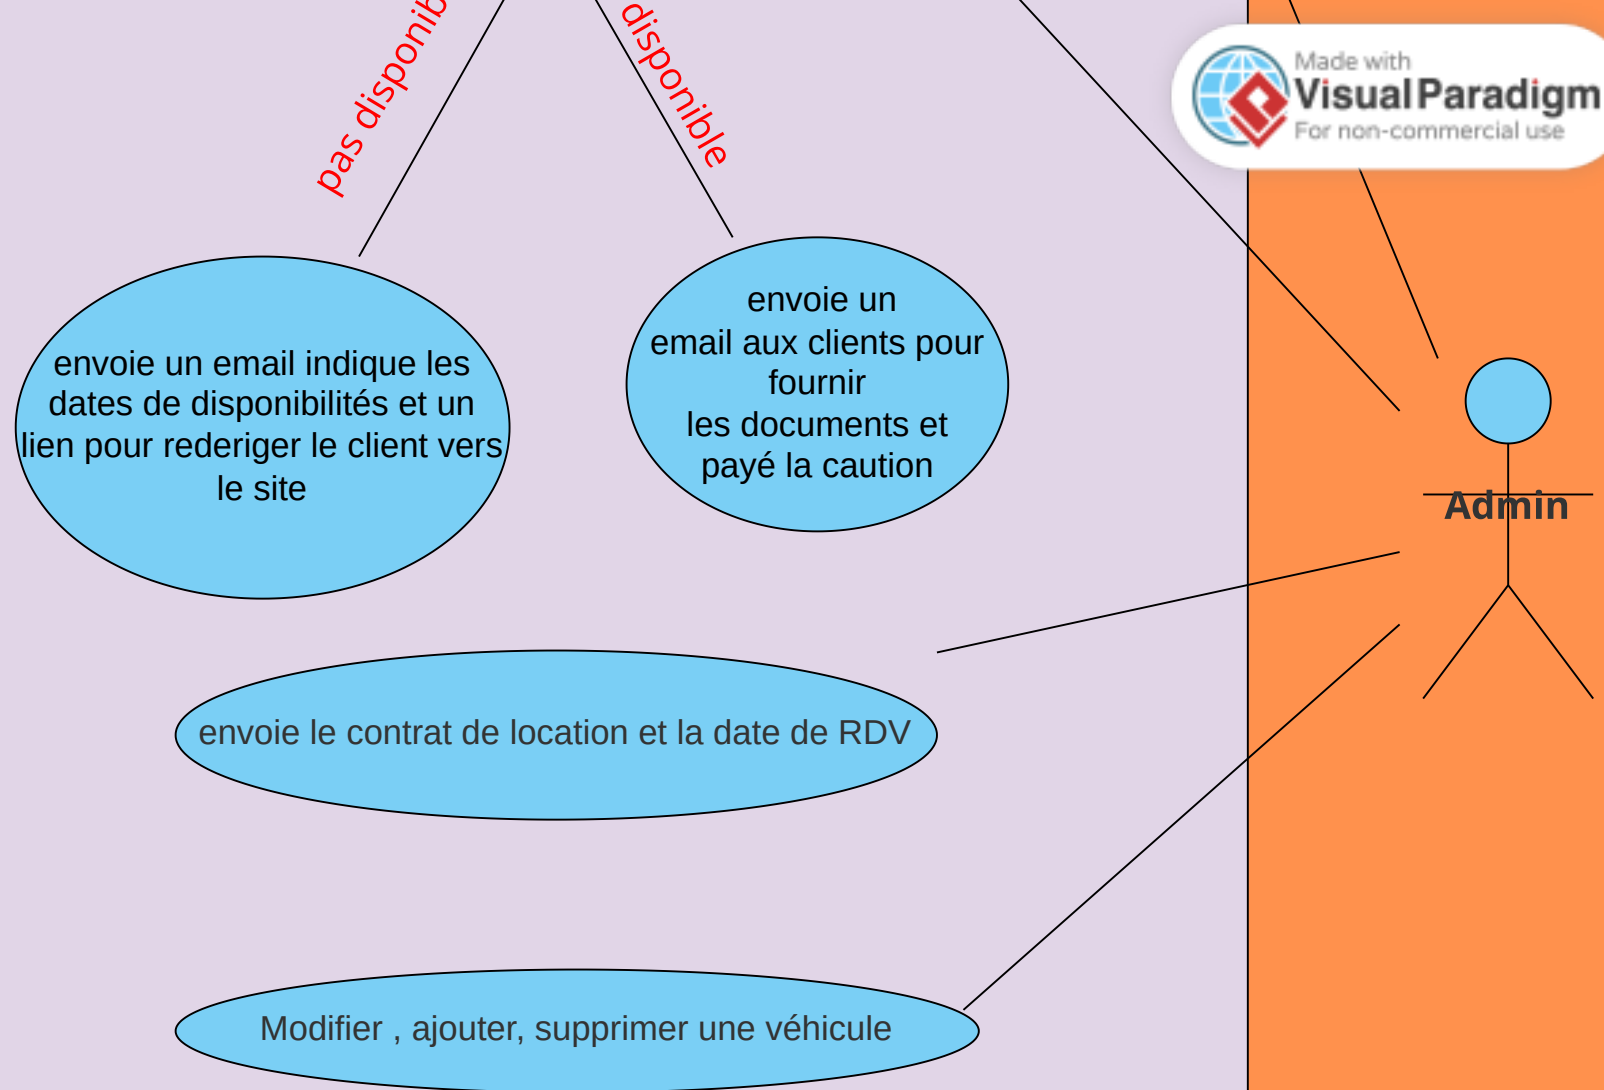 pas
disponible
Made with
Visual Paradigm
For non-commercial use
envoie un email indique les
dates de disponibilités et un
lien pour rederiger le client vers
le site
envoie un
email aux clients pour
fournir
les documents et
payé la caution
Admin
envoie le contrat de location et la date de RDV
Modifier , ajouter, supprimer une véhicule